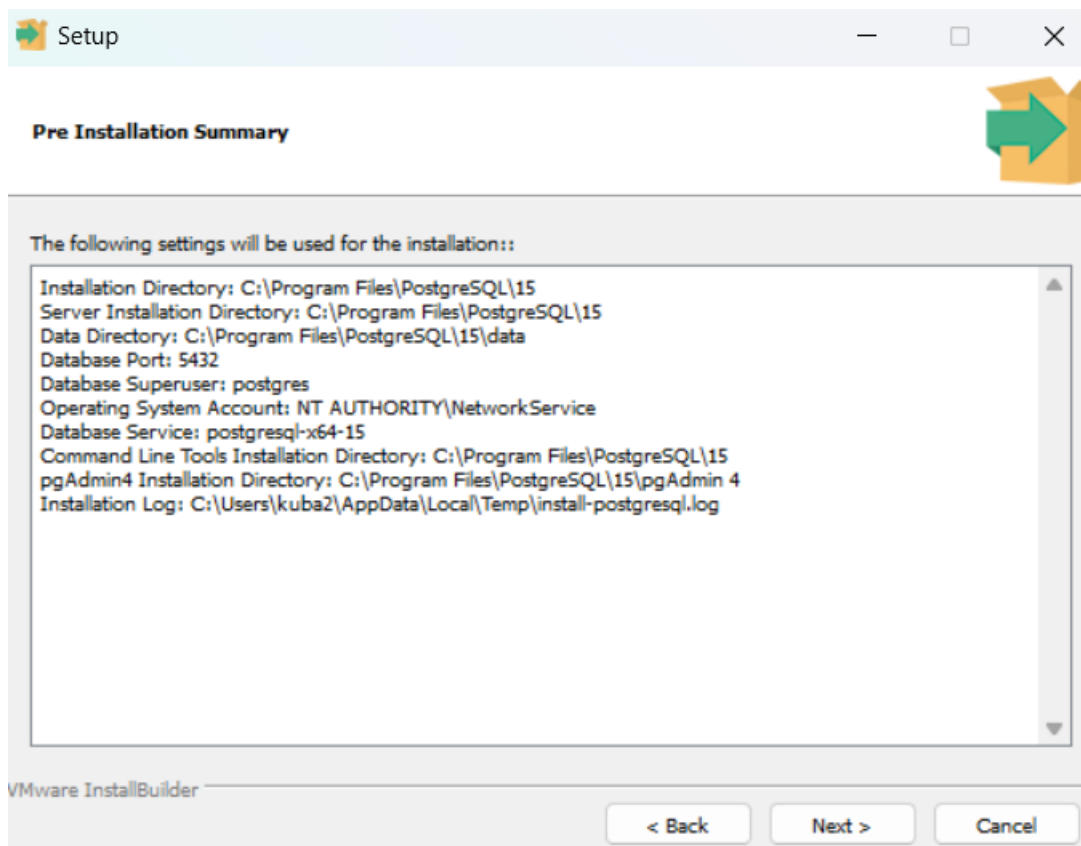 Setup
Pre Installation Summary
The following settings will be used for the installation::
Installation Directory: C:\Program Files\PostgreSQL\15
Server Installation Directory: C:\Program Files\PostgreSQL\15
Data Directory: C:\Program Files\PostgreSQL\15\data
Database Port: 5432
Database Superuser: postgres
Operating System Account: NT AUTHORITY\NetworkService
Database Service: postgresql-x64-15
Command Line Tools Installation Directory: C:\Program Files\PostgreSQL\15
pgAdmin4 Installation Directory: C:\Program Files\PostgreSQL\15\pgAdmin 4
Installation Log: C:\Users\kuba2\AppData\Local\Temp\install-postgresql.log
VMware InstallBuilder
< Back Next > Cancel